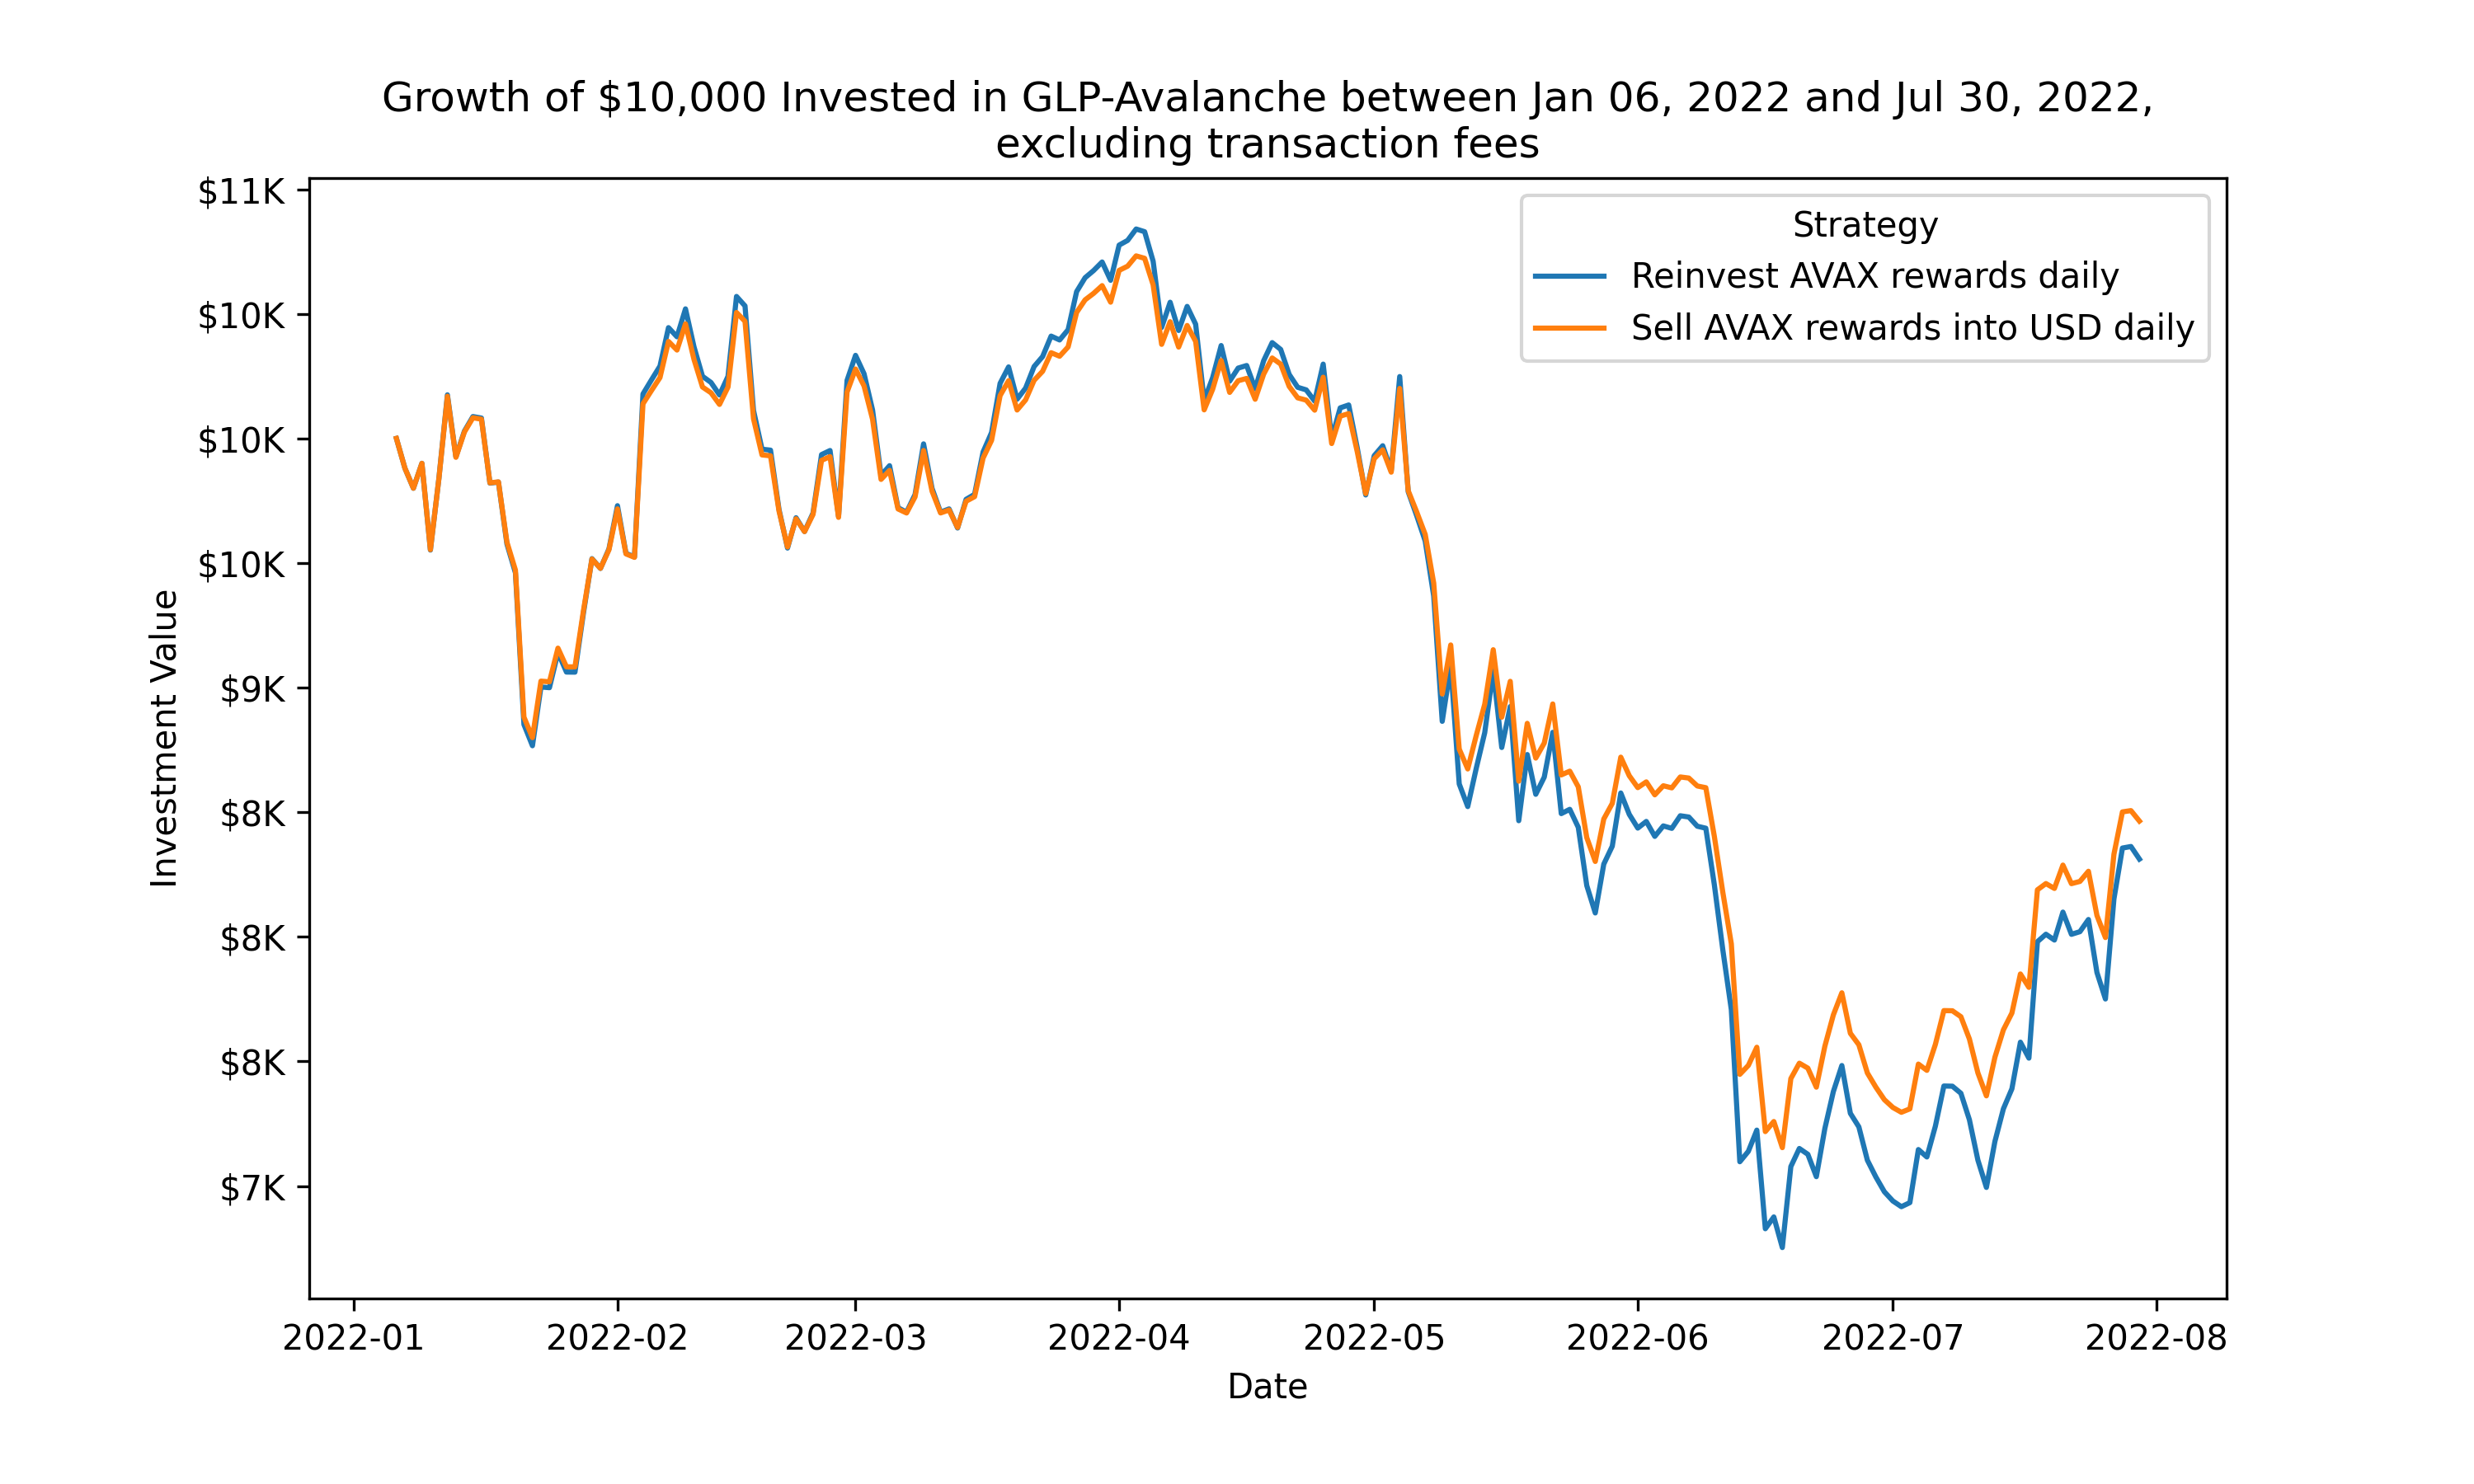 Growth of $10,000 Invested in GLP-Avalanche between Jan 06, 2022 and Jul 30, 2022,
excluding transaction fees
$11K
$10K
$10K
$10K
$9K
$8K
$8K
$8K
$7K
Investment Value
Strategy
Reinvest AVAX rewards daily
Sell AVAX rewards into USD daily
2022-01
2022-02
2022-03
2022-04
2022-05
2022-06
2022-07
2022-08
Date